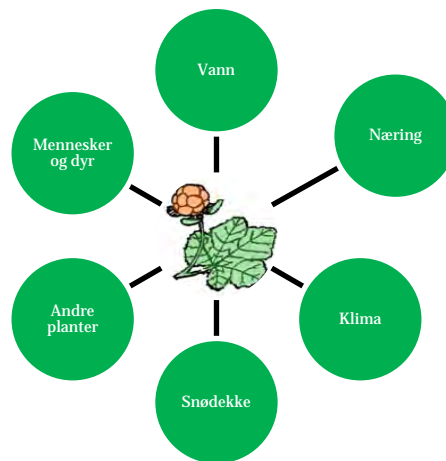 Vann
Næring
Klima
Snødekke
Andre
planter
Mennesker
og dyr